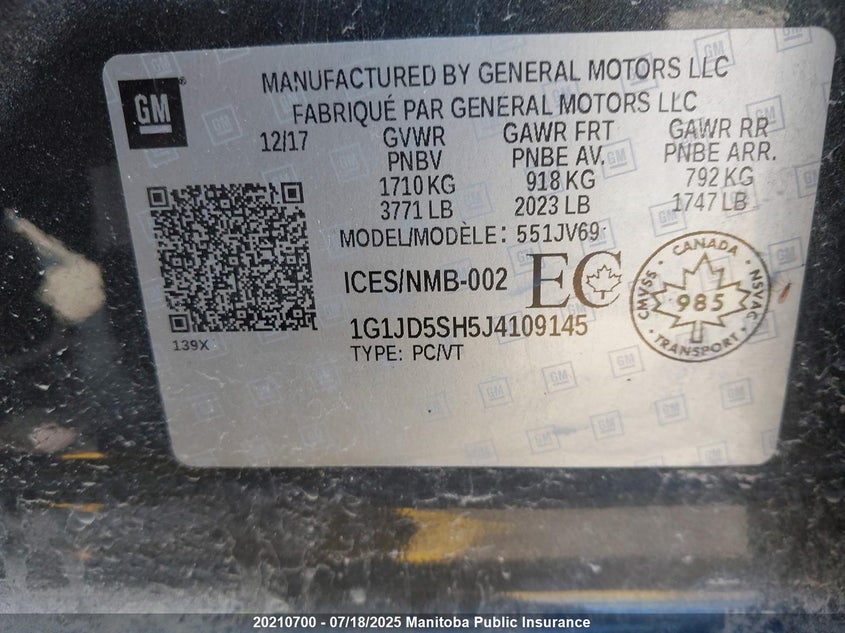 GM
MANUFACTURED BY GENERAL MOTORS LLC
FABRIQUÉ PAR GENERAL MOTORS LLC
12/17 GVWR GAWR FRT GAWR RR
PNBV PNBE AV. PNBE ARR.
1710 KG 918 KG 792 KG
3771 LB 2023 LB 1747 LB
MODEL/MODÈLE: 551JV69
ICES/NMB-002 EC
CANADA
CMVSS 985 NSVAC
TRANSPORT
1G1JD5SH5J4109145
139X TYPE: PC/VT
20210700 - 07/18/2025 Manitoba Public Insurance